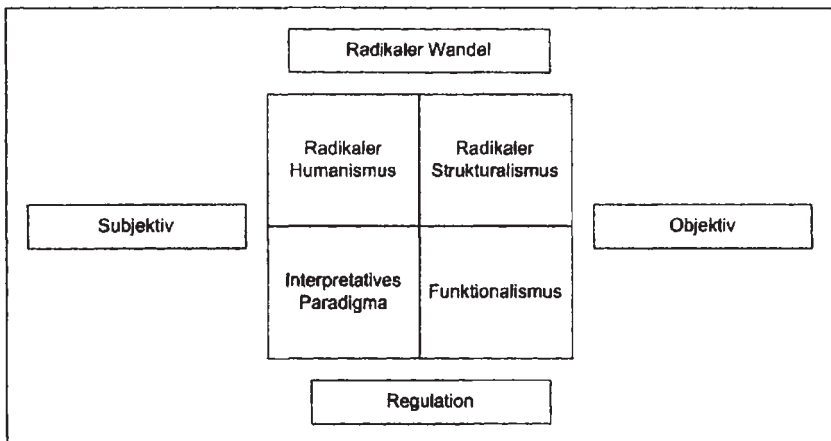 Radikaler Wandel
Radikaler
Humanismus
Radikaler
Strukturalismus
Subjektiv
Objektiv
Interpretatives
Paradigma
Funktionalismus
Regulation